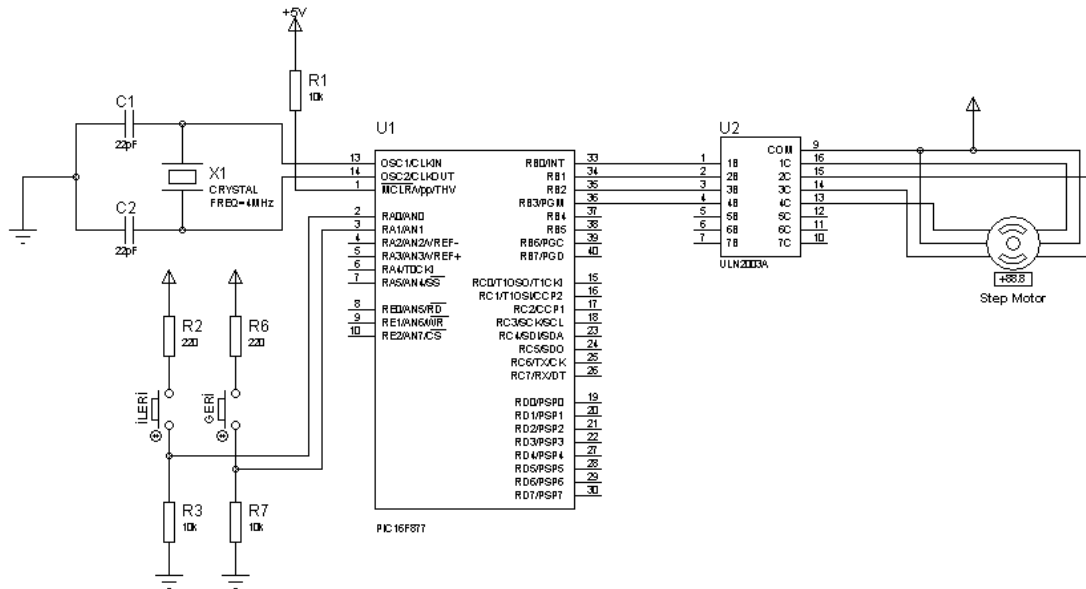 +5V
R1
10k
C1
22pF
X1
CRYSTAL
FREQ=4MHz
C2
22pF
R2
220
R6
220
İLERİ
GERİ
R3
10k
R7
10k
U1
13 OSC1/CLKIN
14 OSC2/CLKOUT
1 MCLR/Vpp/THV
2 RA0/AN0
3 RA1/AN1
4 RA2/AN2/VREF-
5 RA3/AN3/VREF+
6 RA4/T0CKI
7 RA5/AN4/SS
8 RE0/AN5/RD
9 RE1/AN6/WR
10 RE2/AN7/CS
RB0/INT 33
RB1 34
RB2 35
RB3/PGM 36
RB4 37
RB5 38
RB6/PGC 39
RB7/PGD 40
RC0/T1OSO/T1CKI 15
RC1/T1OSI/CCP2 16
RC2/CCP1 17
RC3/SCK/SCL 18
RC4/SDI/SDA 23
RC5/SDO 24
RC6/TX/CK 25
RC7/RX/DT 26
RD0/PSP0 19
RD1/PSP1 20
RD2/PSP2 21
RD3/PSP3 22
RD4/PSP4 27
RD5/PSP5 28
RD6/PSP6 29
RD7/PSP7 30
PIC16F877
U2
1 1B
2 2B
3 3B
4 4B
5 5B
6 6B
7 7B
COM 9
1C 16
2C 15
3C 14
4C 13
5C 12
6C 11
7C 10
ULN2003A
+88.8
Step Motor